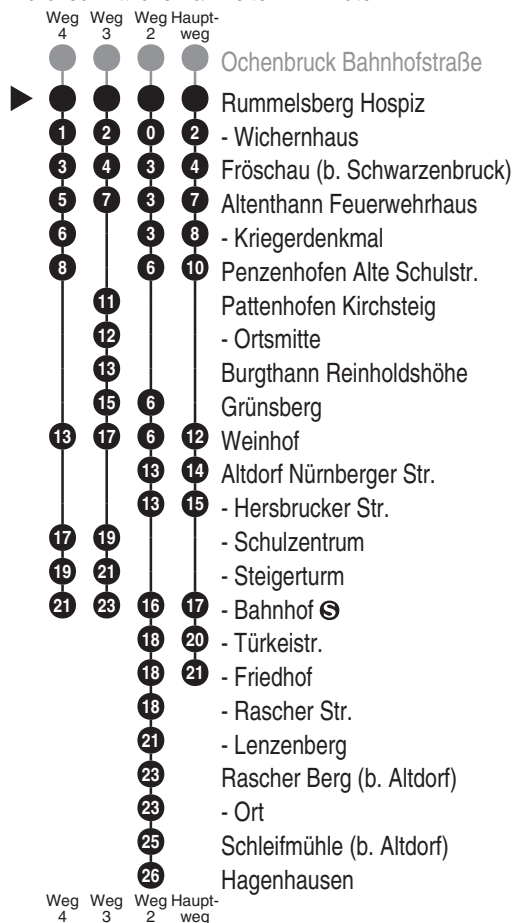 Weg Weg Weg Haupt-
4 3 2 weg
Ochenbruck Bahnhofstraße
Rummelsberg Hospiz
1 2 0 2 - Wichernhaus
3 4 3 4 Fröschau (b. Schwarzenbruck)
5 7 3 7 Altenthann Feuerwehrhaus
6 3 8 - Kriegerdenkmal
8 6 10 Penzenhofen Alte Schulstr.
11 Pattenhofen Kirchsteig
12 - Ortsmitte
13 Burgthann Reinholdshöhe
15 6 Grünsberg
13 17 6 12 Weinhof
13 14 Altdorf Nürnberger Str.
13 15 - Hersbrucker Str.
17 19 - Schulzentrum
19 21 - Steigerturm
21 23 16 17 - Bahnhof S
18 20 - Türkeistr.
18 21 - Friedhof
18 - Rascher Str.
21 - Lenzenberg
23 Rascher Berg (b. Altdorf)
23 - Ort
25 Schleifmühle (b. Altdorf)
26 Hagenhausen
Weg Weg Weg Haupt-
4 3 2 weg